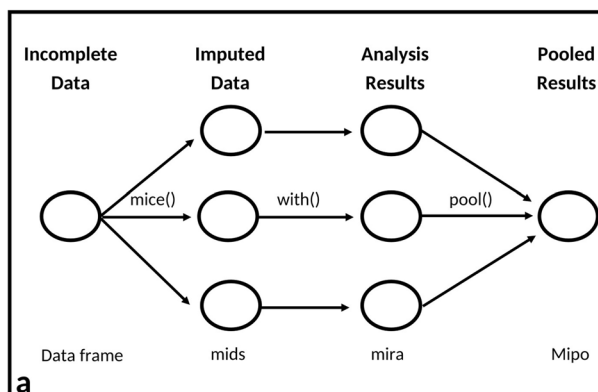 Incomplete
Data
Imputed
Data
Analysis
Results
Pooled
Results
mice()
with()
pool()
Data frame
mids
mira
Mipo
a